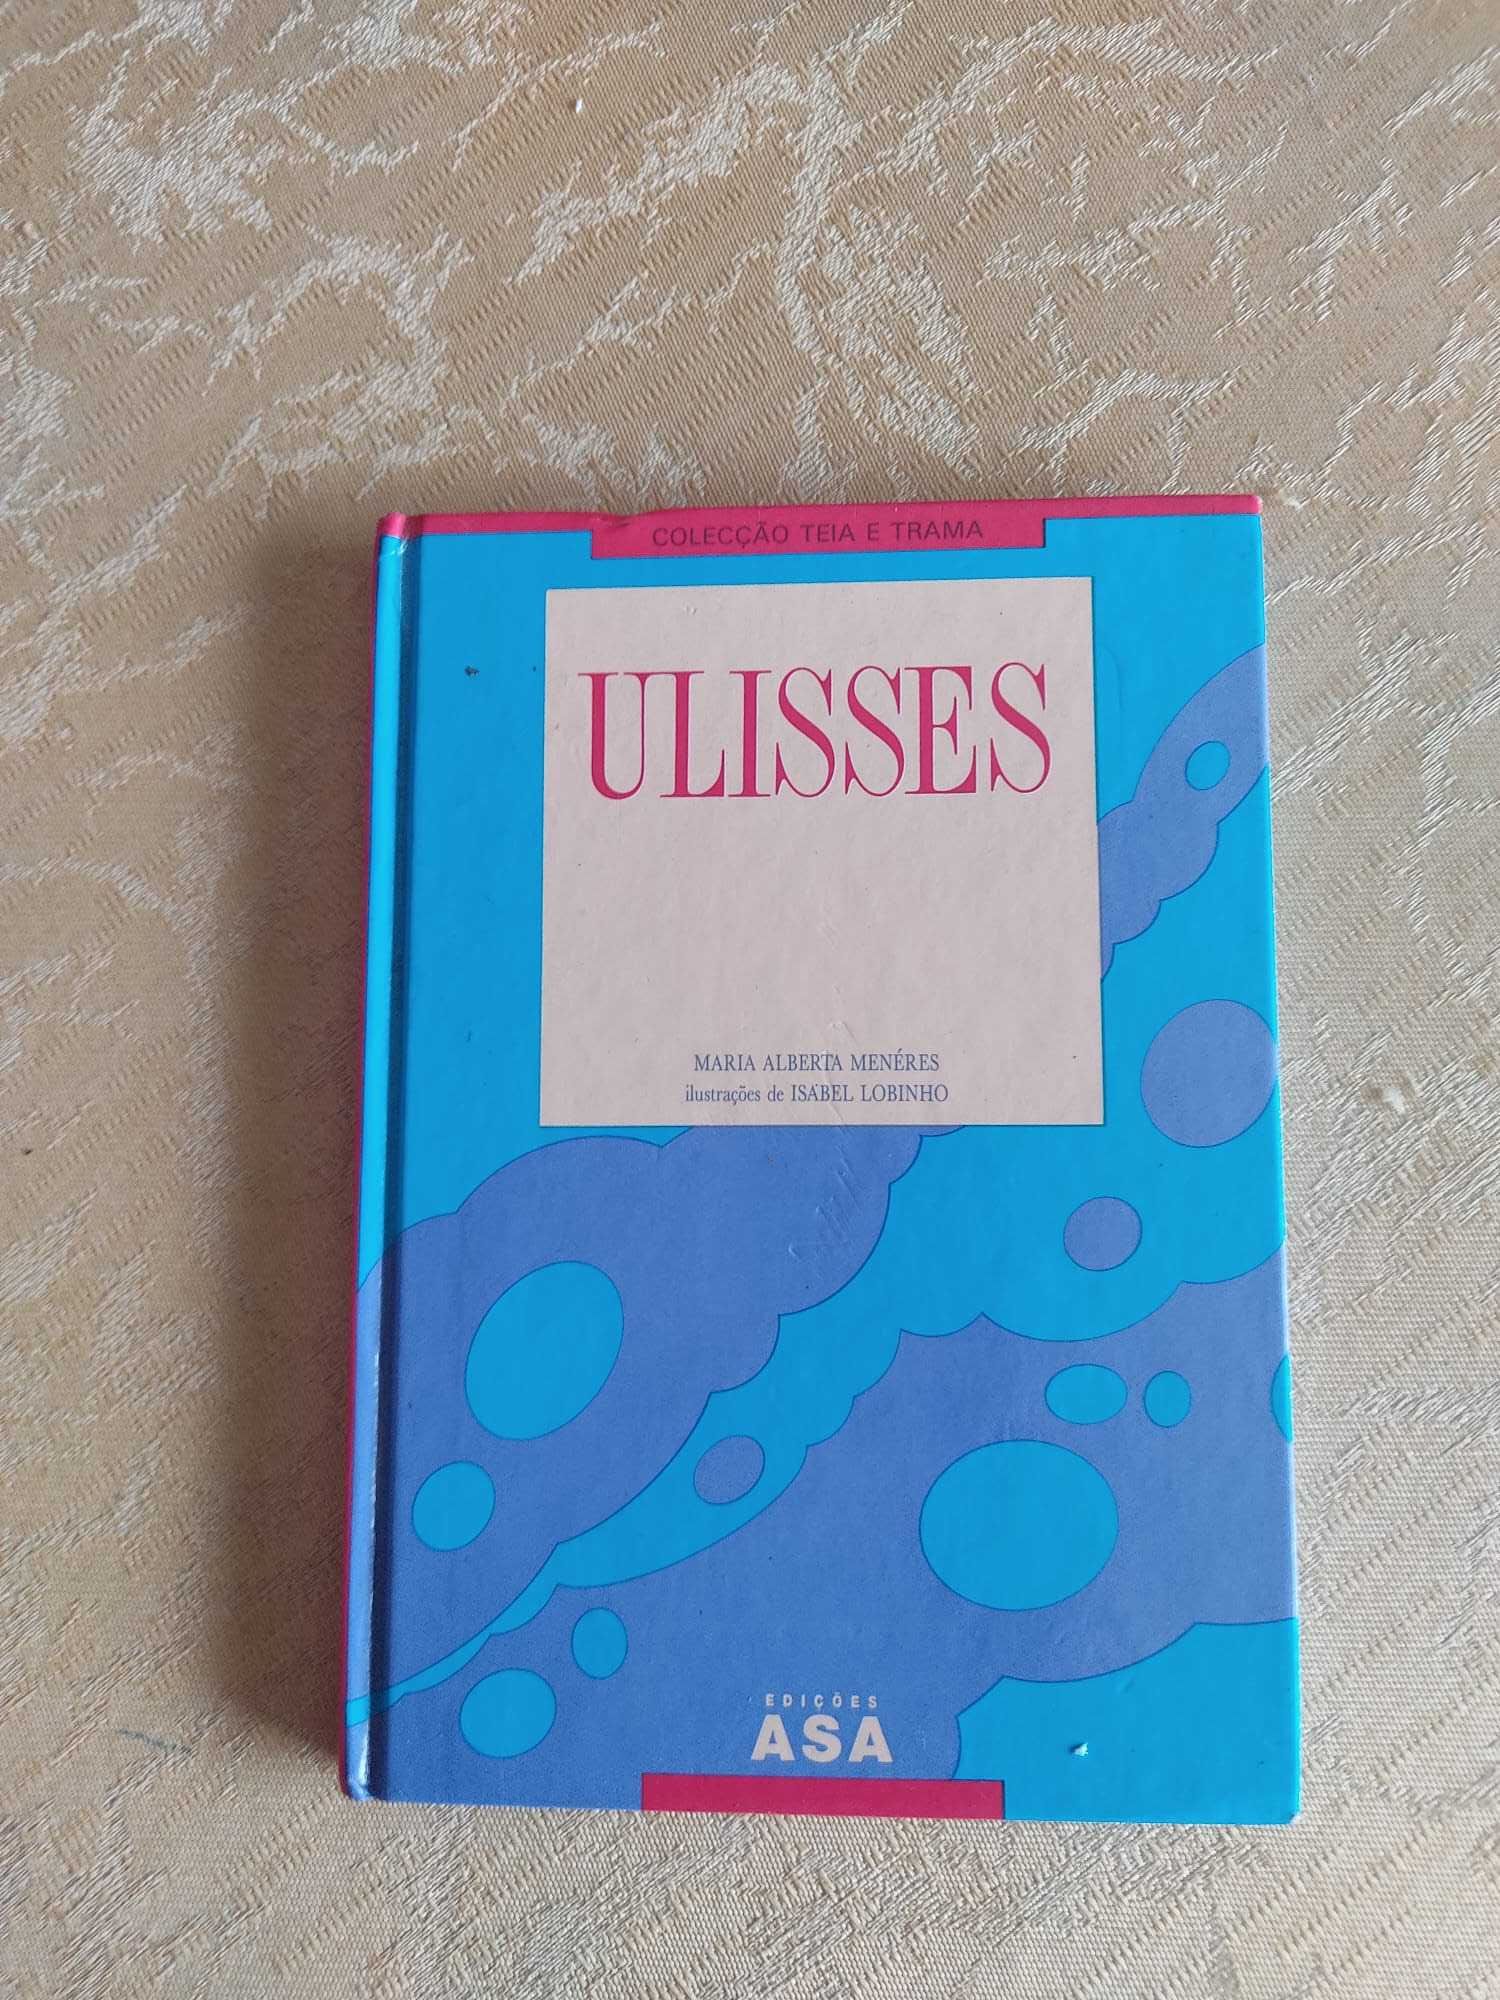 COLECÇÃO TEIA E TRAMA
ULISSES
MARIA ALBERTA MENÉRES
ilustrações de ISABEL LOBINHO
EDIÇÕES
ASA